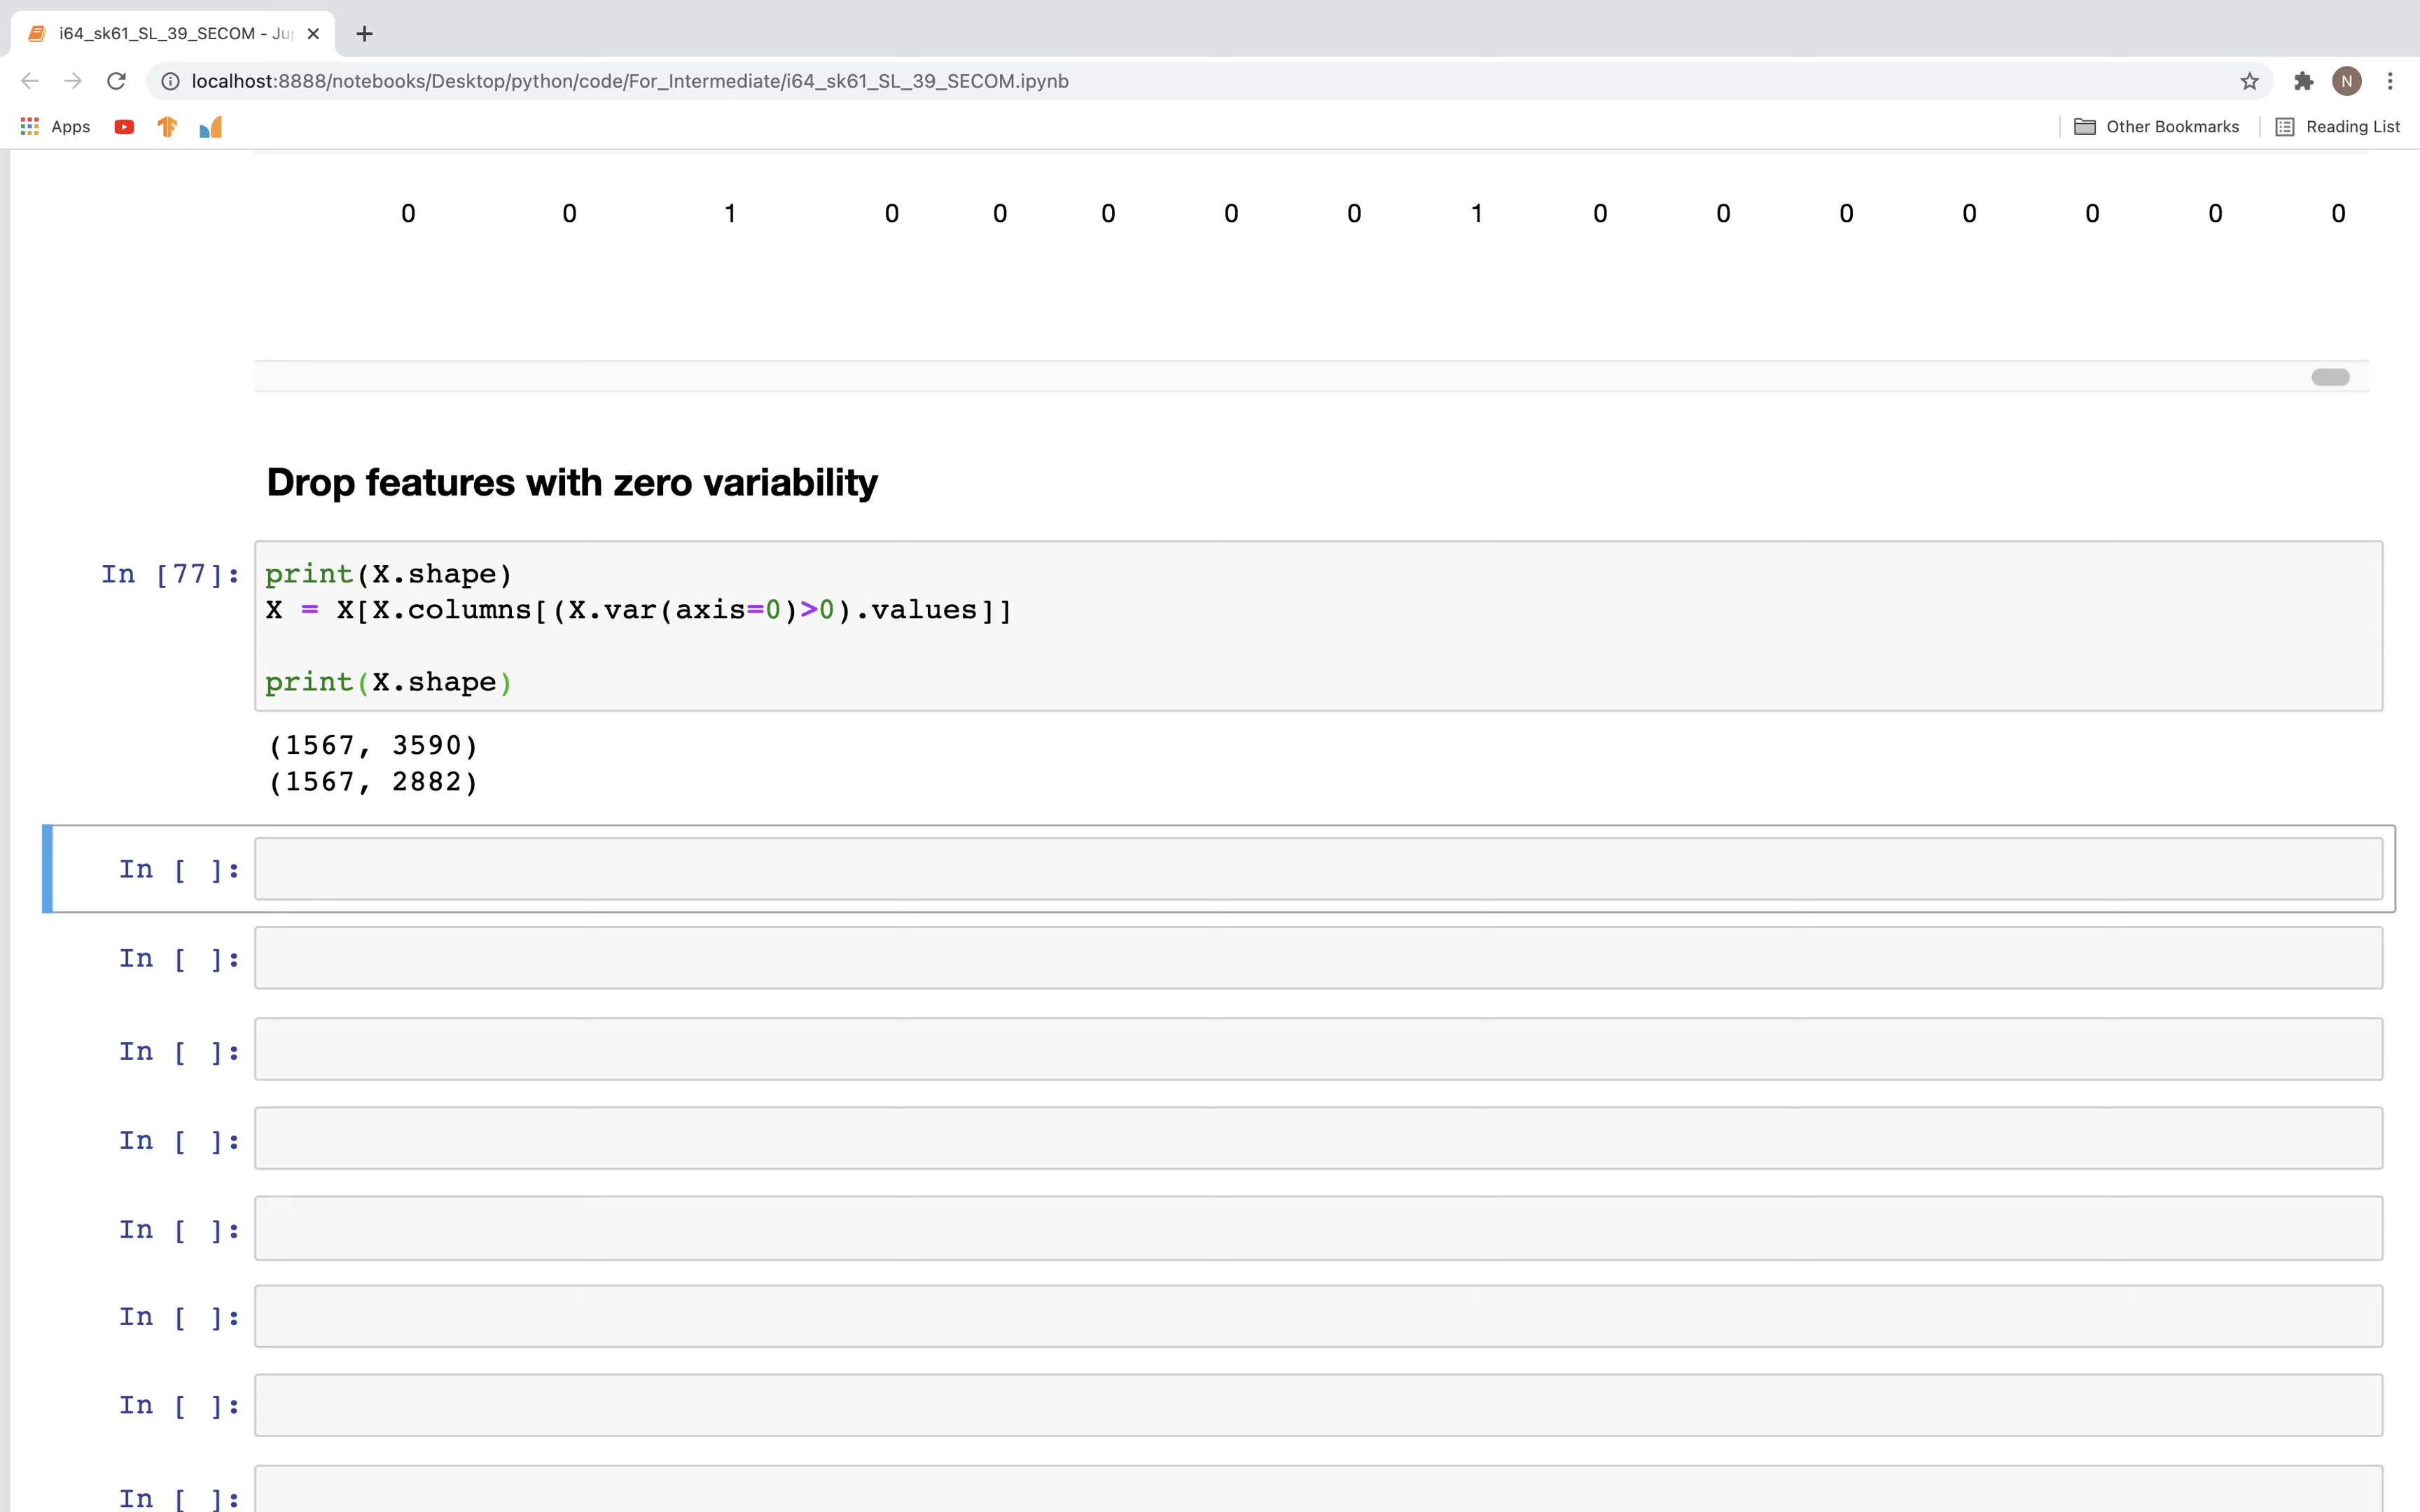 i64_sk61_SL_39_SECOM - Ju
localhost:8888/notebooks/Desktop/python/code/For_Intermediate/i64_sk61_SL_39_SECOM.ipynb
N
Apps
Other Bookmarks
Reading List
0 0 1 0 0 0 0 0 1 0 0 0 0 0 0 0
Drop features with zero variability
In [77]:
print(X.shape)
X = X[X.columns[(X.var(axis=0)>0).values]]
print(X.shape)
(1567, 3590)
(1567, 2882)
In [ ]:
In [ ]:
In [ ]:
In [ ]:
In [ ]:
In [ ]:
In [ ]:
In [ ]: